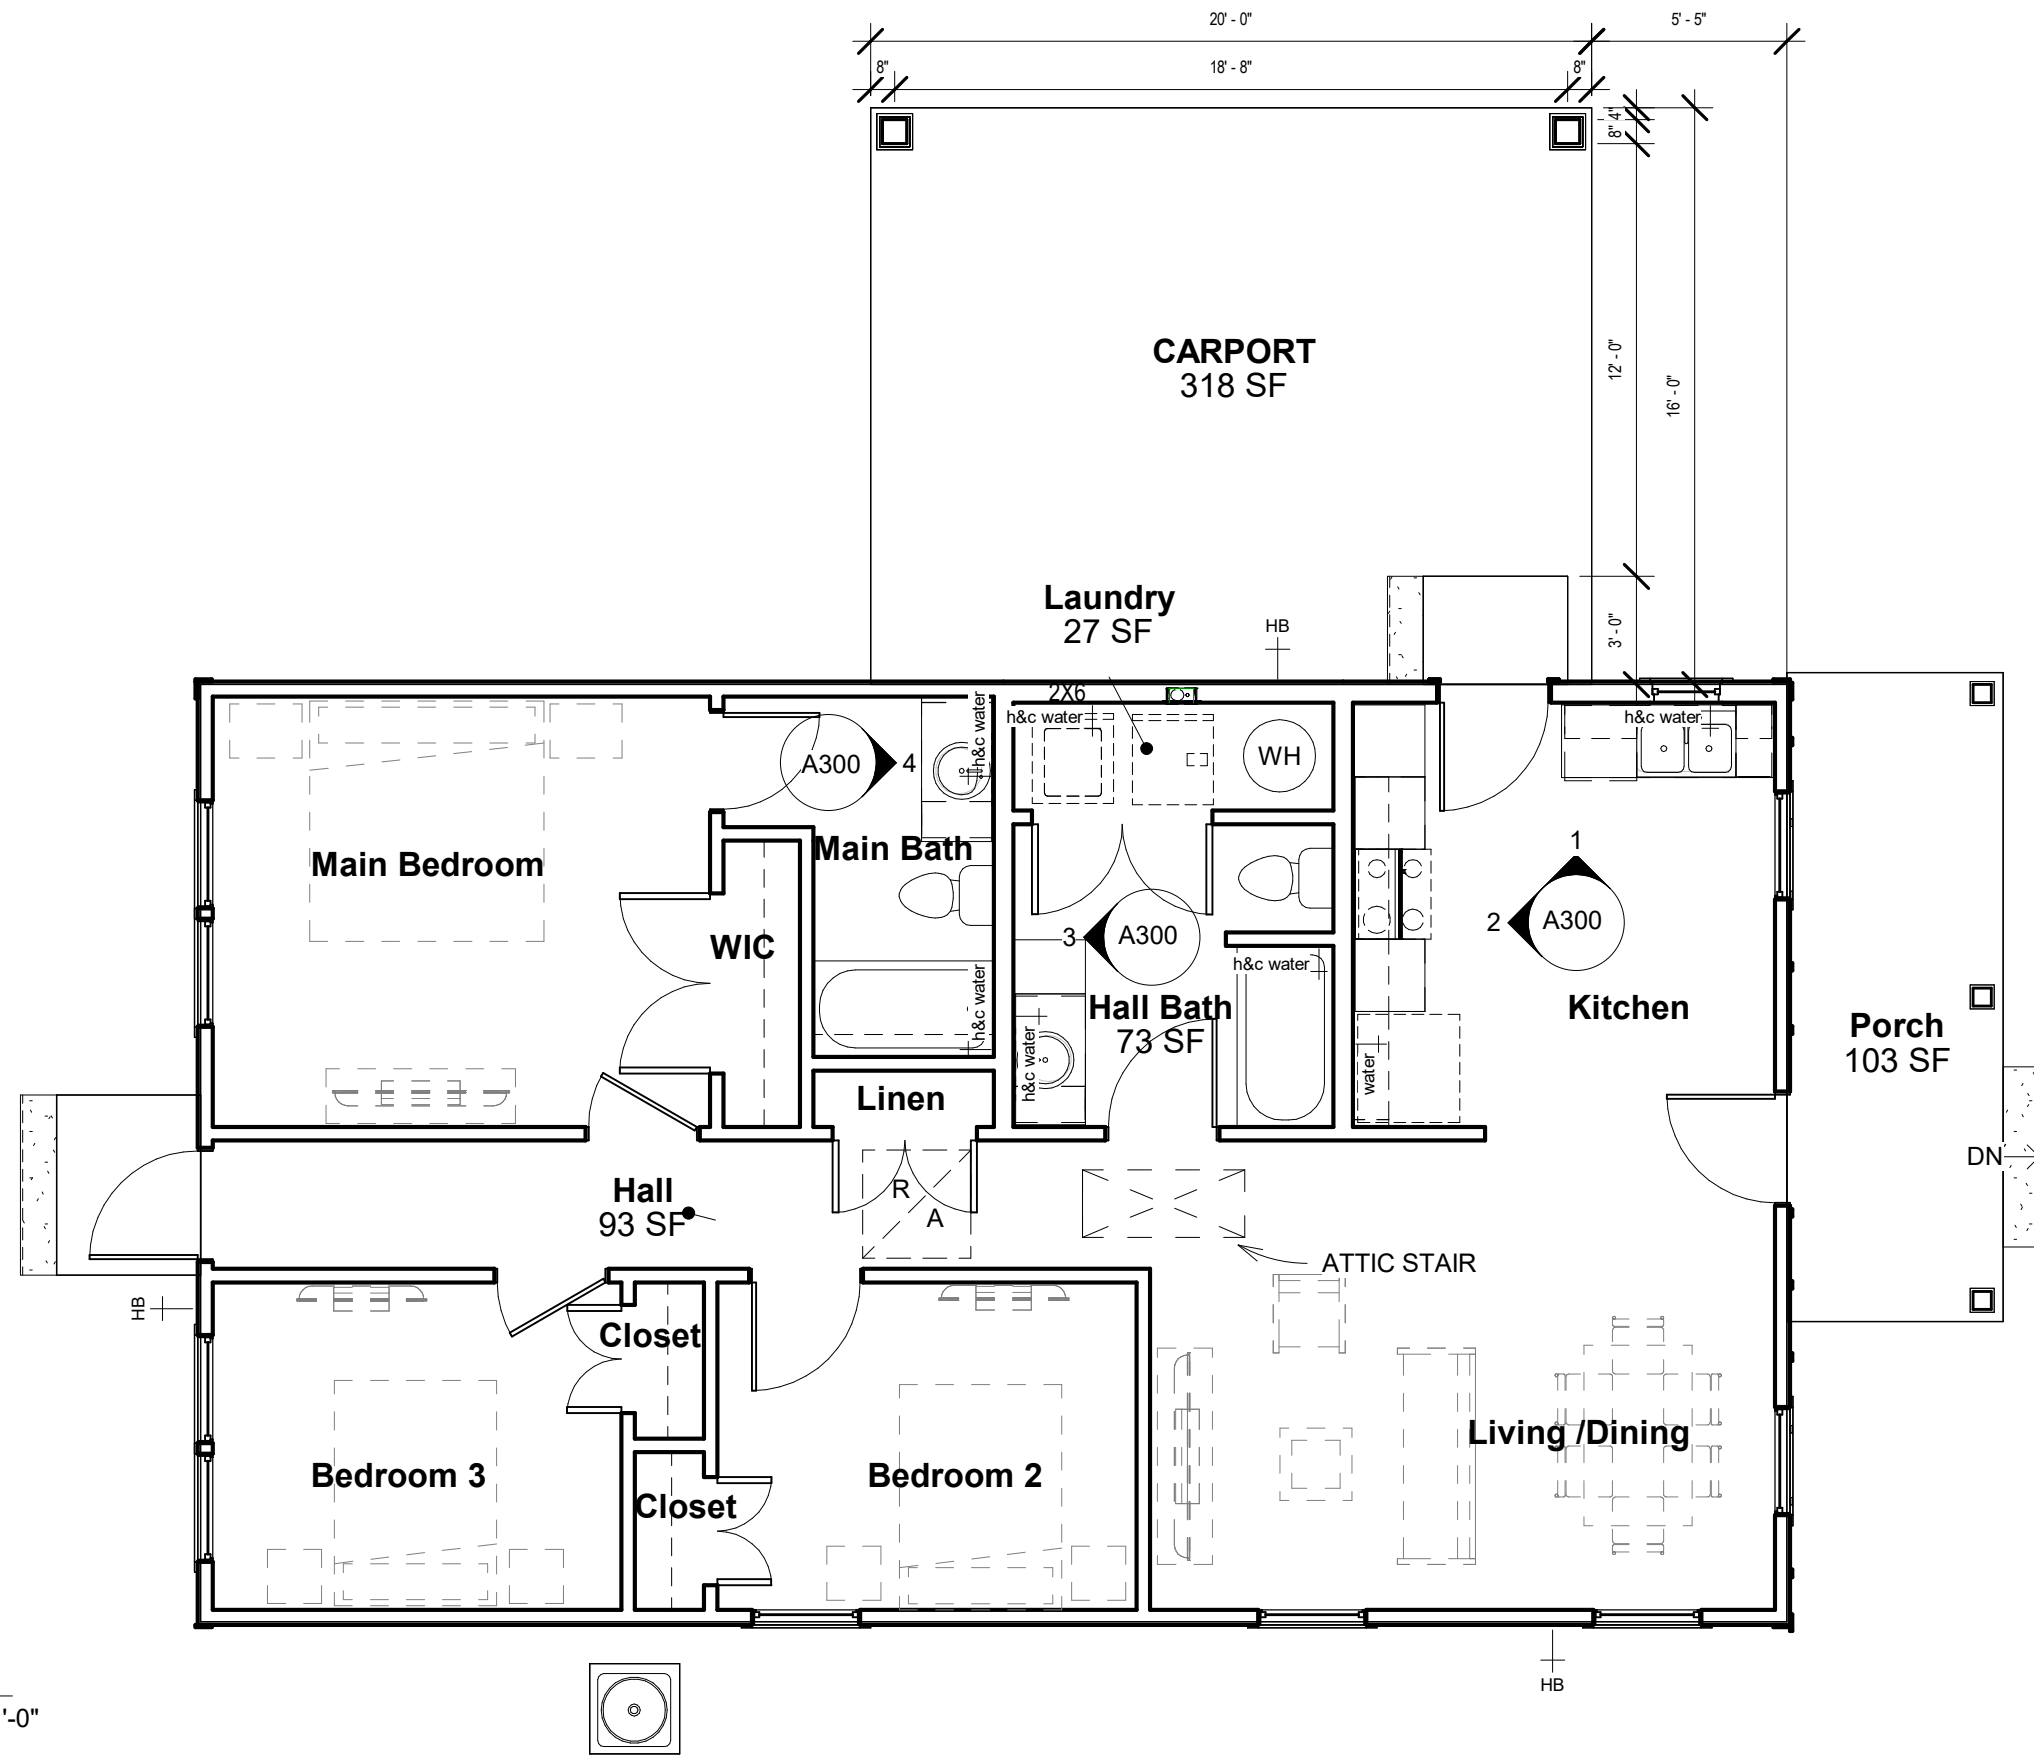 20' - 0"
5' - 5"
8"
18' - 8"
8"
4"
8"
CARPORT
318 SF
12' - 0"
16' - 0"
Laundry
27 SF
HB
3' - 0"
2X6
h&c water
h&c water
h&c water
WH
A300
4
Main Bath
Main Bedroom
1
2
A300
3
A300
WIC
h&c water
h&c water
Hall Bath
73 SF
Kitchen
Porch
103 SF
h&c water
water
Linen
DN
R
A
Hall
93 SF
ATTIC STAIR
HB
Closet
Living /Dining
Bedroom 3
Bedroom 2
Closet
HB
'-0"